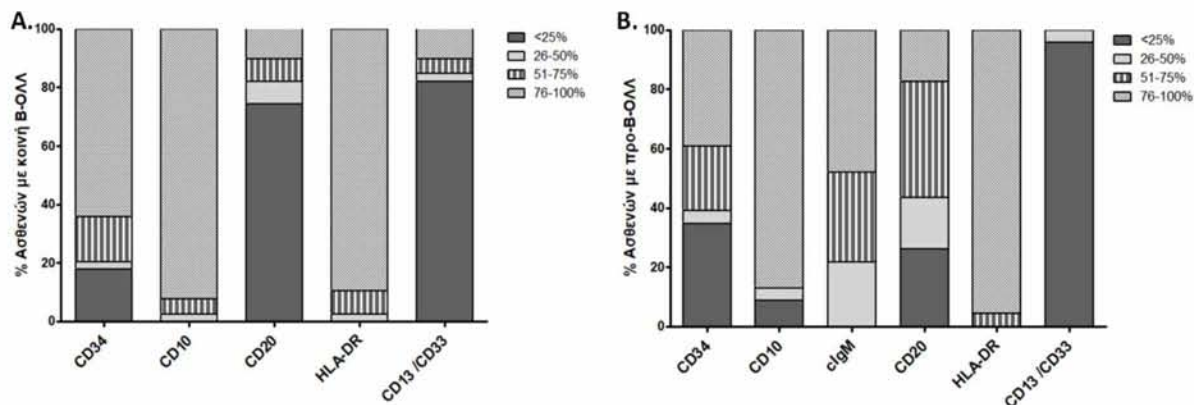 A.
% Ασθενών με κοινή Β-ΟΛΛ
100
80
60
40
20
0
CD34
CD10
CD20
HLA-DR
CD13 /CD33
<25%
26-50%
51-75%
76-100%
B.
% Ασθενών με προ-Β-ΟΛΛ
100
80
60
40
20
0
CD34
CD10
cIgM
CD20
HLA-DR
CD13 /CD33
<25%
26-50%
51-75%
76-100%